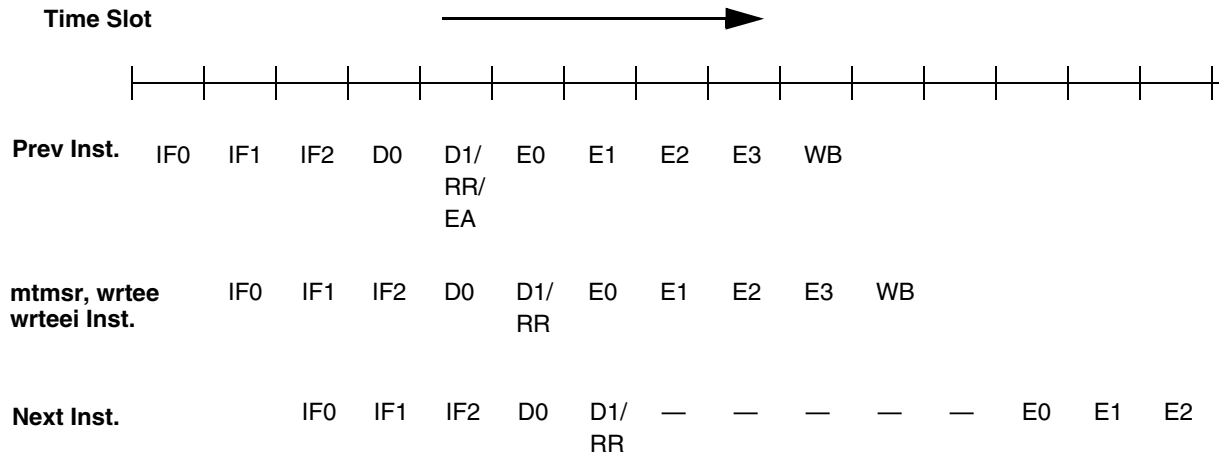 Time Slot
Prev Inst. IF0 IF1 IF2 D0 D1/ E0 E1 E2 E3 WB
RR/
EA
mtmsr, wrtee IF0 IF1 IF2 D0 D1/ E0 E1 E2 E3 WB
wrteei Inst. RR
Next Inst. IF0 IF1 IF2 D0 D1/ — — — — — E0 E1 E2
RR